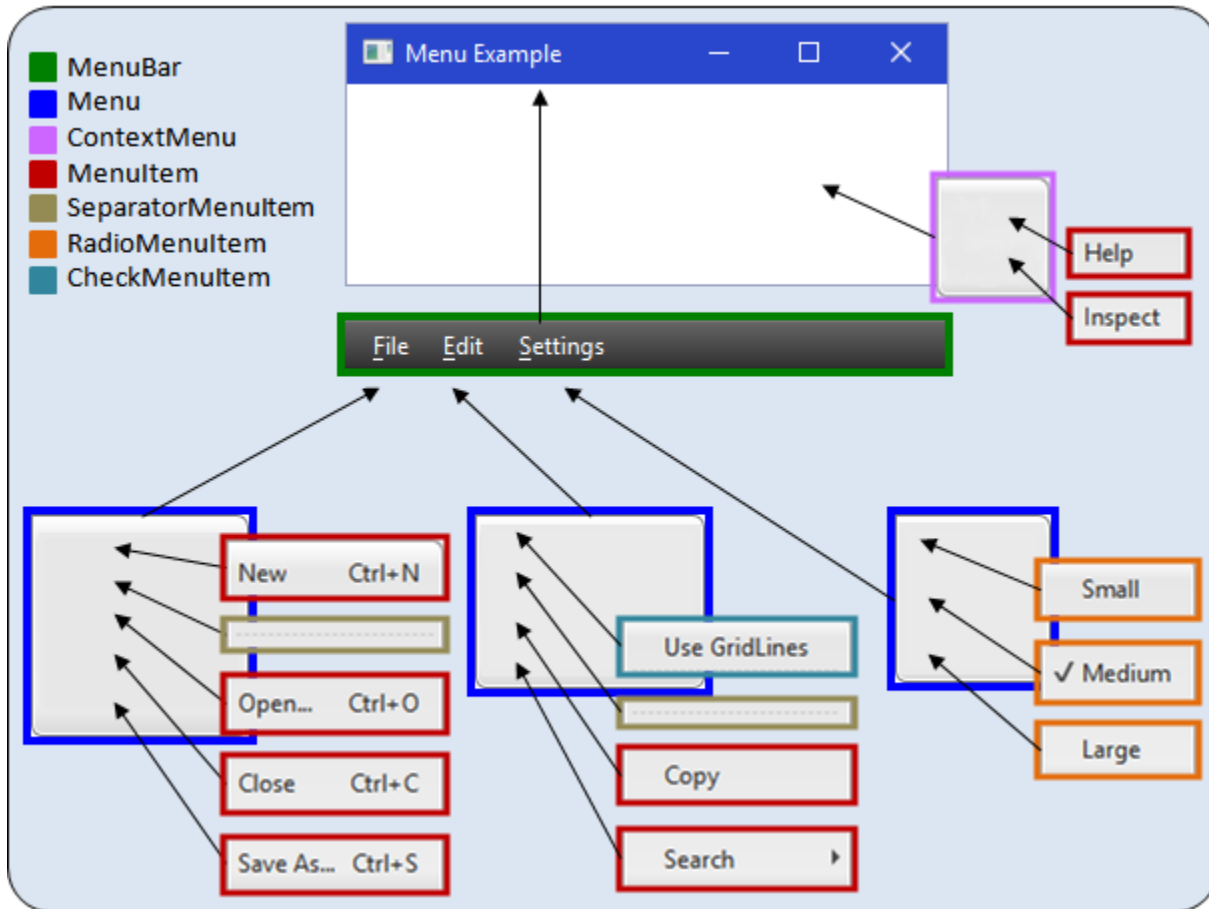 MenuBar
Menu
ContextMenu
MenuItem
SeparatorMenuItem
RadioMenuItem
CheckMenuItem
Menu Example
Help
Inspect
File Edit Settings
New Ctrl+N
Open... Ctrl+O
Close Ctrl+C
Save As... Ctrl+S
Use GridLines
Copy
Search
Small
✓ Medium
Large